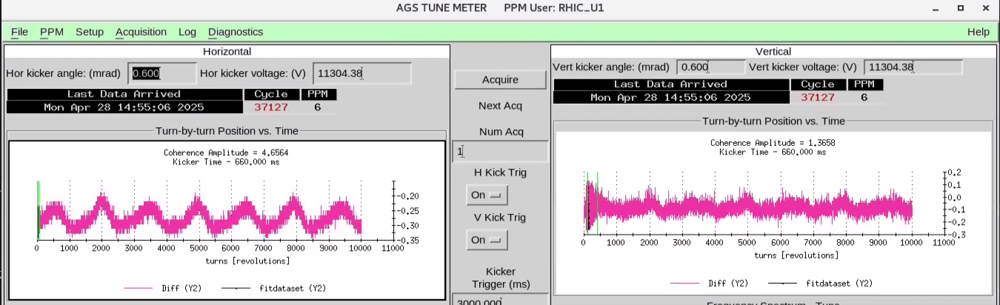 AGS TUNE METER PPM User: RHIC_U1
File PPM Setup Acquisition Log Diagnostics Help
Horizontal
Hor kicker angle: (mrad) 0.600 Hor kicker voltage: (V) 11304.38
Last Data Arrived Cycle PPM
Mon Apr 28 14:55:06 2025 37127 6
Turn-by-turn Position vs. Time
Coherence Amplitude = 4.6564
Kicker Time - 660.000 ms
-0.20
-0.25
-0.30
-0.35
0 1000 2000 3000 4000 5000 6000 7000 8000 9000 10000 11000
turns [revolutions]
Diff (Y2) fitdataset (Y2)
Acquire
Next Acq
Num Acq
1
H Kick Trig
On
V Kick Trig
On
Kicker
Trigger (ms)
3000.000
Vertical
Vert kicker angle: (mrad) 0.600 Vert kicker voltage: (V) 11304.38
Last Data Arrived Cycle PPM
Mon Apr 28 14:55:06 2025 37127 6
Turn-by-turn Position vs. Time
Coherence Amplitude = 1.3658
Kicker Time - 660.000 ms
0.2
0.1
0.0
-0.1
-0.2
-0.3
0 1000 2000 3000 4000 5000 6000 7000 8000 9000 10000 11000
turns [revolutions]
Diff (Y2) fitdataset (Y2)
Frequency Spectrum - Tune